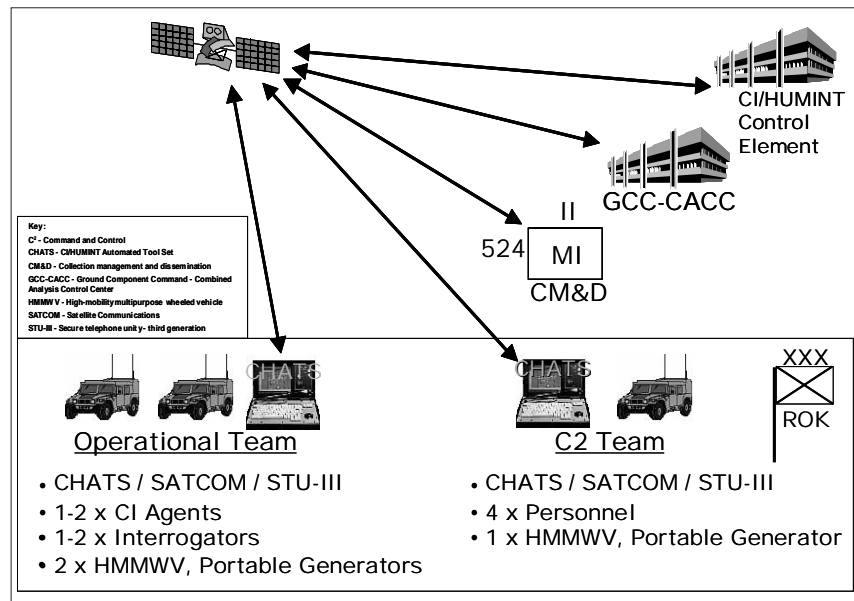 CI/HUMINT
Control
Element
GCC-CACC
II
524
MI
CM&D
Key:
C² - Command and Control
CHATS - CI/HUMINT Automated Tool Set
CM&D - Collection management and dissemination
GCC-CACC - Ground Component Command - Combined
Analysis Control Center
HMMWV - High-mobility multipurpose wheeled vehicle
SATCOM - Satellite Communications
STU-III - Secure telephone unity - third generation
CHATS
CHATS
XXX
ROK
Operational Team
• CHATS / SATCOM / STU-III
• 1-2 x CI Agents
• 1-2 x Interrogators
• 2 x HMMWV, Portable Generators
C2 Team
• CHATS / SATCOM / STU-III
• 4 x Personnel
• 1 x HMMWV, Portable Generator